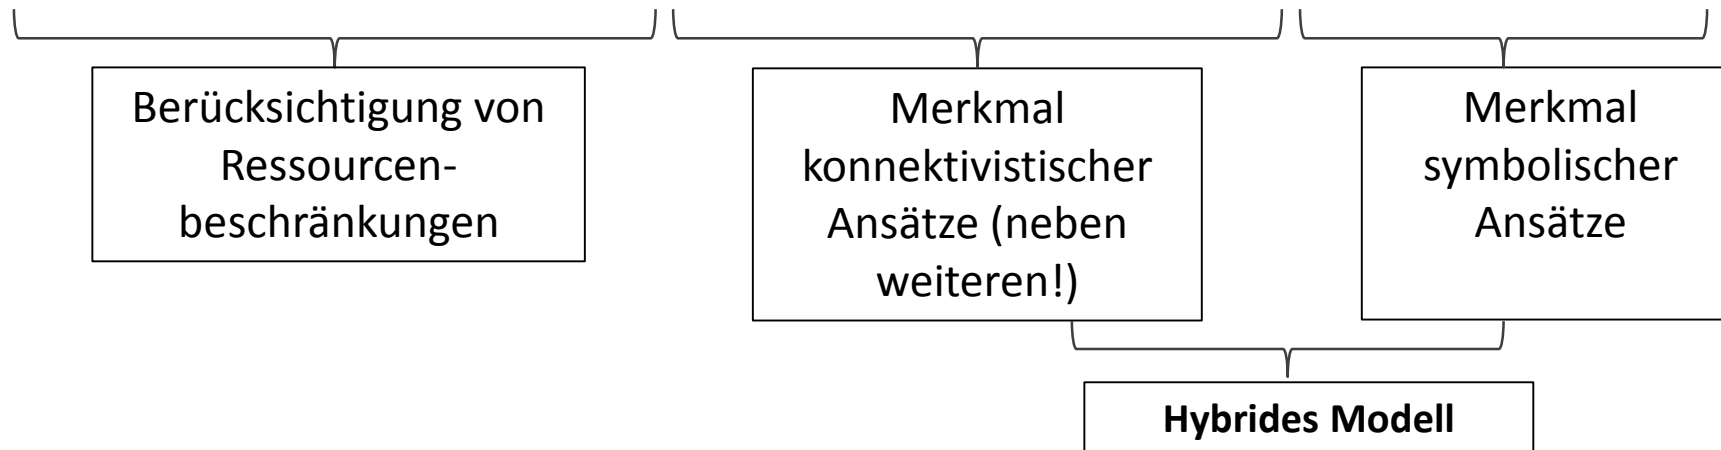 Berücksichtigung von
Ressourcen-
beschränkungen
Merkmal
konnektivistischer
Ansätze (neben
weiteren!)
Merkmal
symbolischer
Ansätze
Hybrides Modell